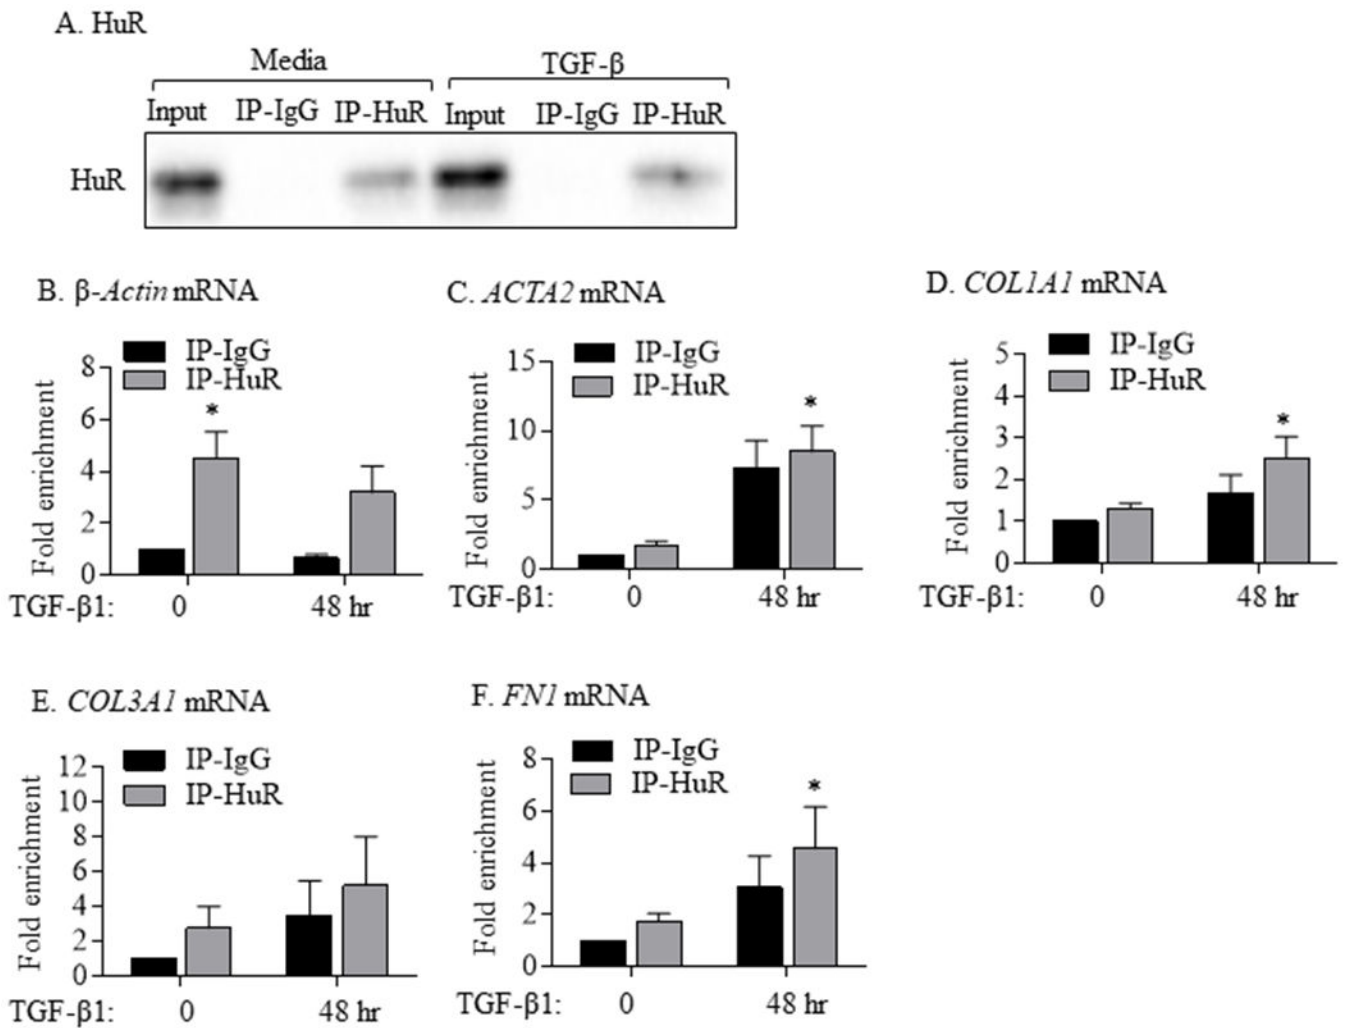 A. HuR
Media TGF-β
Input IP-IgG IP-HuR Input IP-IgG IP-HuR
HuR
B. β-Actin mRNA
Fold enrichment
8
6
4
2
0
IP-IgG
IP-HuR
*
TGF-β1: 0 48 hr
C. ACTA2 mRNA
Fold enrichment
15
10
5
0
IP-IgG
IP-HuR
*
TGF-β1: 0 48 hr
D. COL1A1 mRNA
Fold enrichment
5
4
3
2
1
0
IP-IgG
IP-HuR
*
TGF-β1: 0 48 hr
E. COL3A1 mRNA
Fold enrichment
12
10
8
6
4
2
0
IP-IgG
IP-HuR
TGF-β1: 0 48 hr
F. FN1 mRNA
Fold enrichment
8
6
4
2
0
IP-IgG
IP-HuR
*
TGF-β1: 0 48 hr